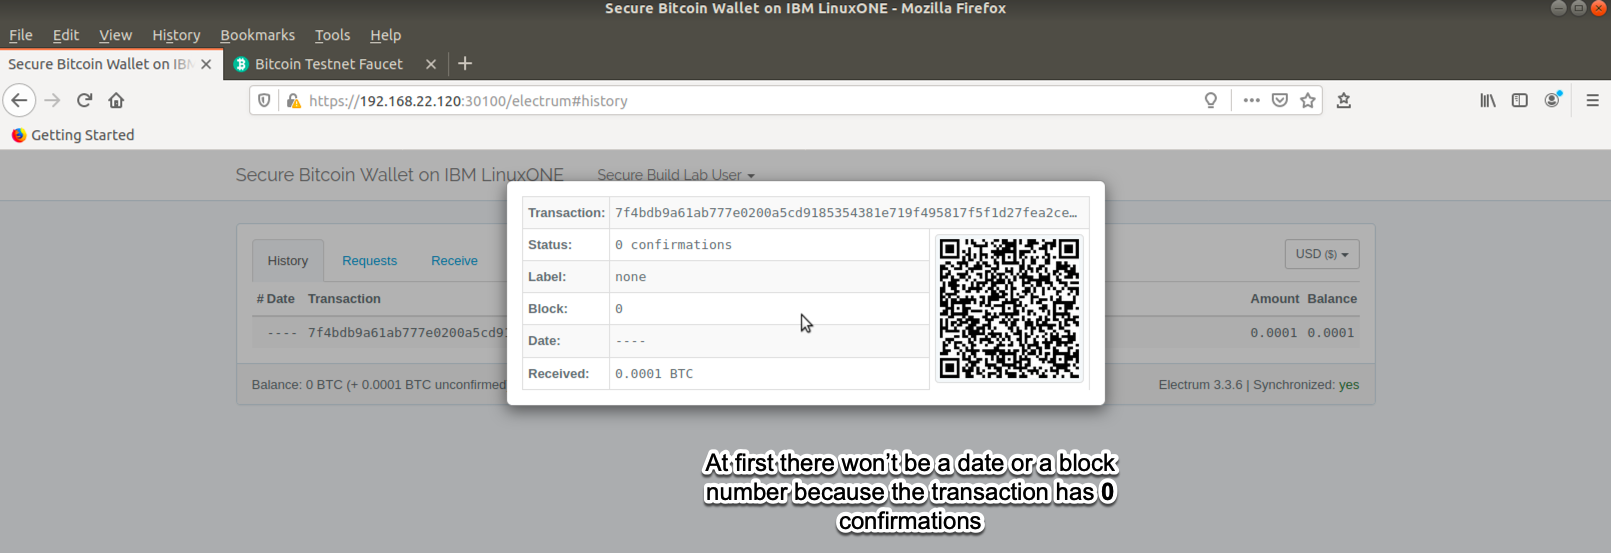 Secure Bitcoin Wallet on IBM LinuxONE - Mozilla Firefox
File Edit View History Bookmarks Tools Help
Secure Bitcoin Wallet on IBM
Bitcoin Testnet Faucet
https://192.168.22.120:30100/electrum#history
Getting Started
Secure Bitcoin Wallet on IBM LinuxONE Secure Build Lab User
Transaction: 7f4bdb9a61ab777e0200a5cd9185354381e719f495817f5f1d27fea2ce…
Status: 0 confirmations
Label: none
Block: 0
Date: ----
Received: 0.0001 BTC
History Requests Receive USD ($)
# Date Transaction Amount Balance
---- 7f4bdb9a61ab777e0200a5cd9 0.0001 0.0001
Balance: 0 BTC (+ 0.0001 BTC unconfirmed Electrum 3.3.6 | Synchronized: yes
At first there won't be a date or a block
number because the transaction has 0
confirmations